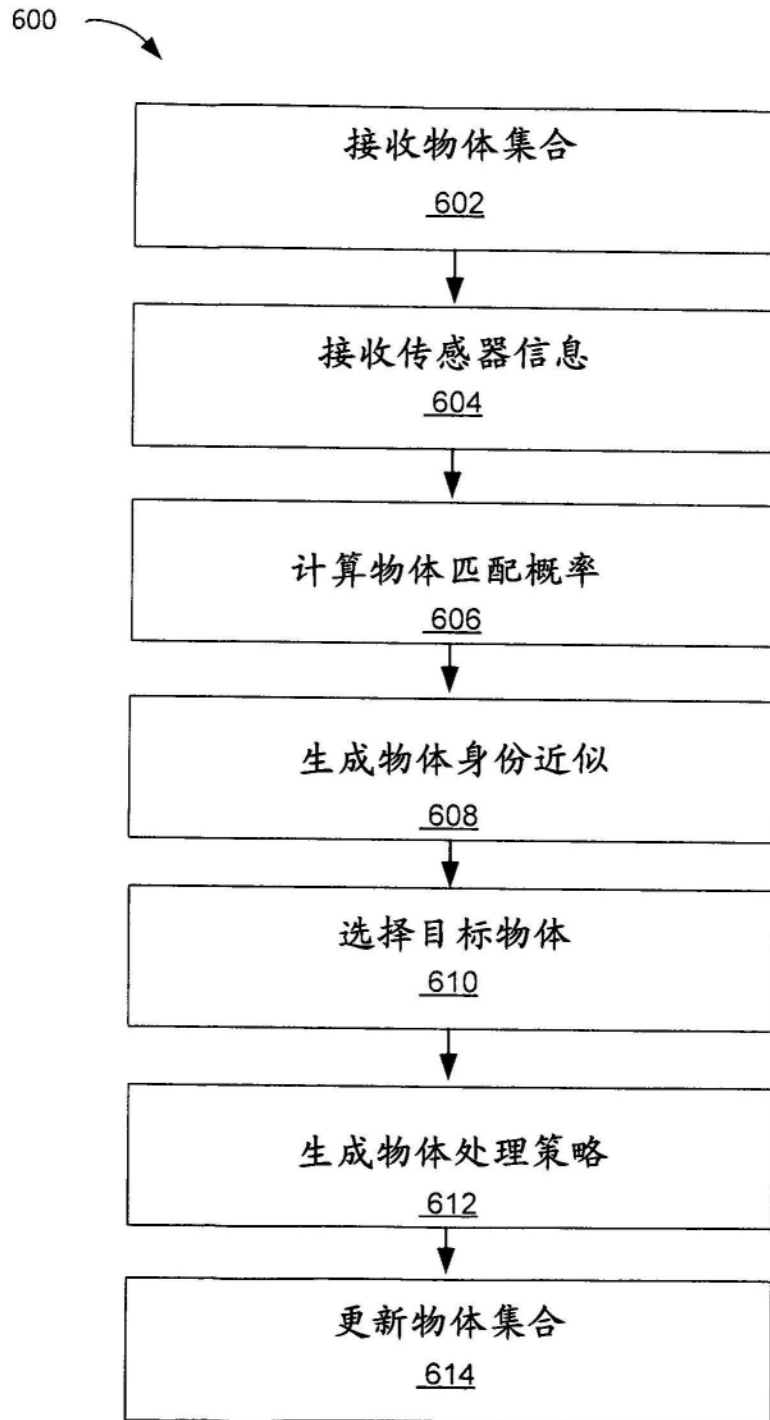 600
接收物体集合
602
接收传感器信息
604
计算物体匹配概率
606
生成物体身份近似
608
选择目标物体
610
生成物体处理策略
612
更新物体集合
614